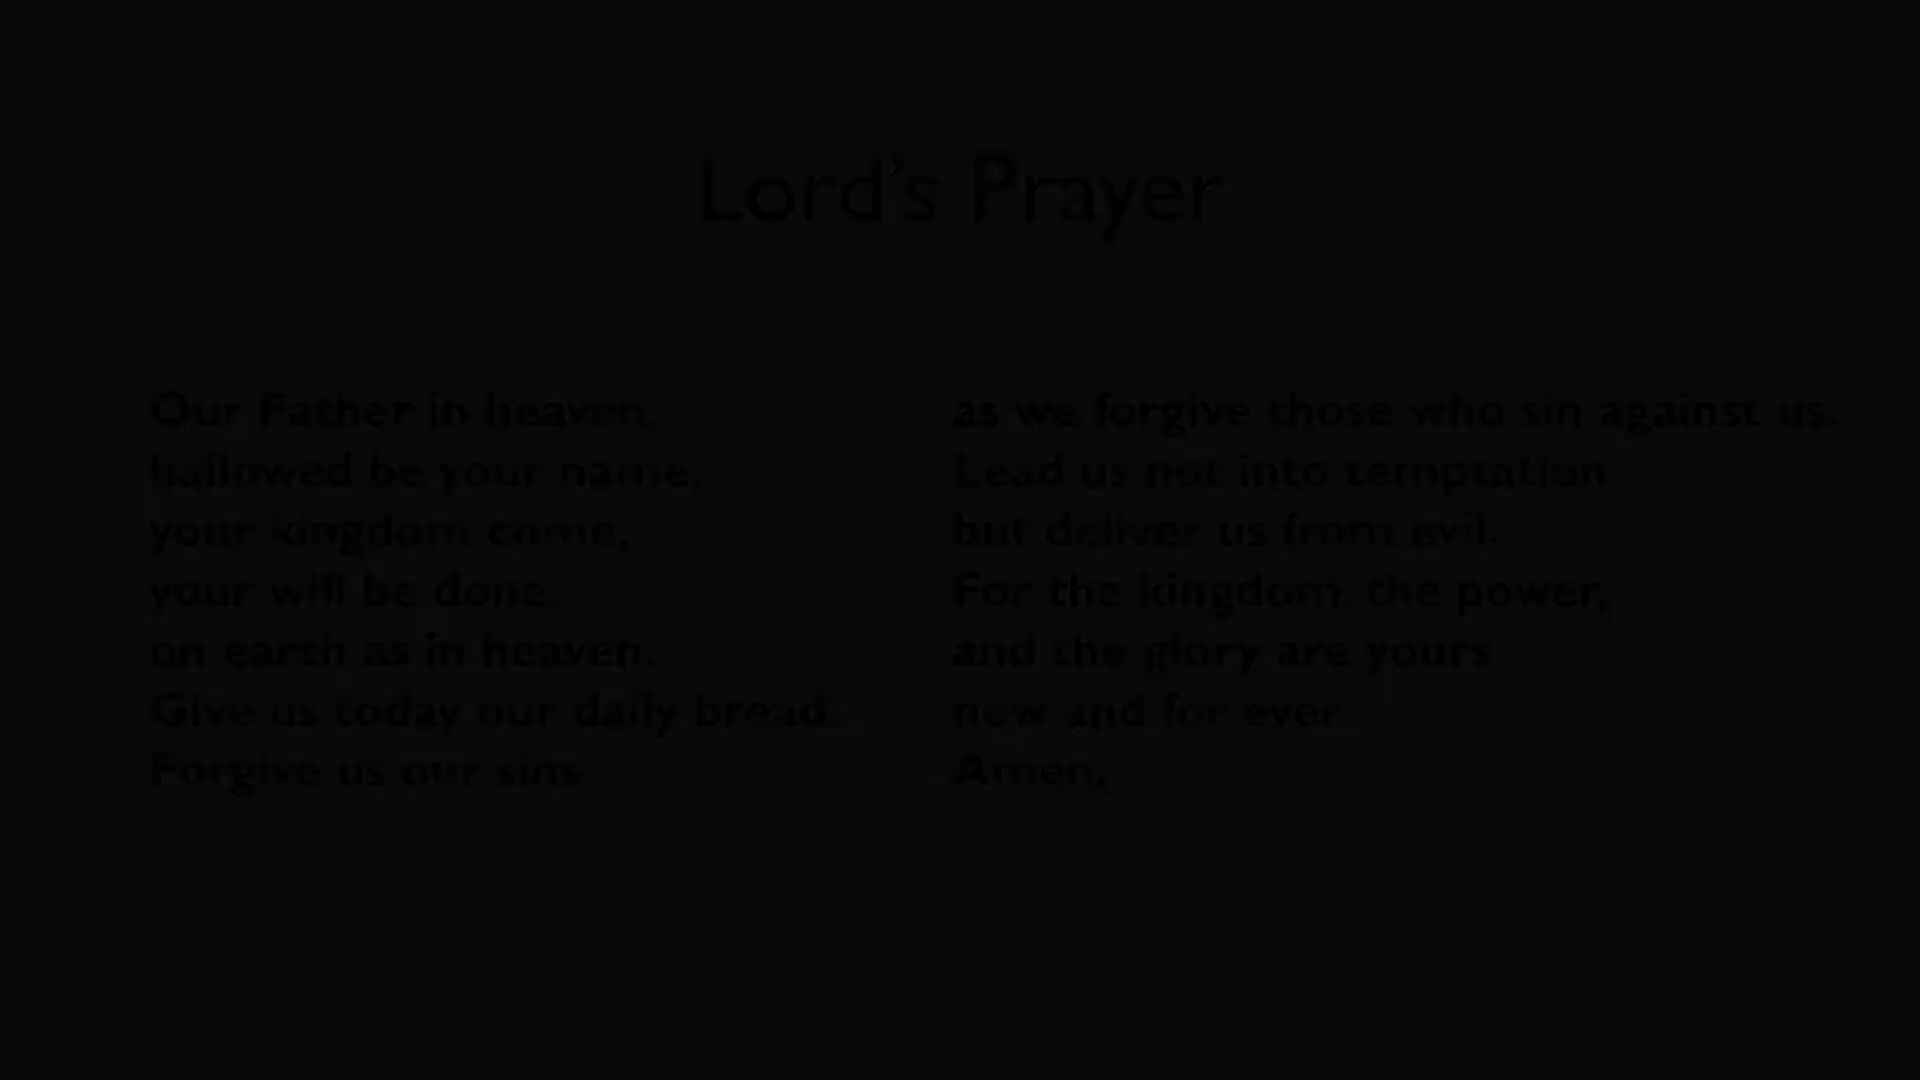 Lord's Prayer
Our Father in heaven,
hallowed be your name,
your kingdom come,
your will be done,
on earth as in heaven.
Give us today our daily bread.
Forgive us our sins
as we forgive those who sin against us.
Lead us not into temptation
but deliver us from evil.
For the kingdom, the power,
and the glory are yours
now and for ever.
Amen.